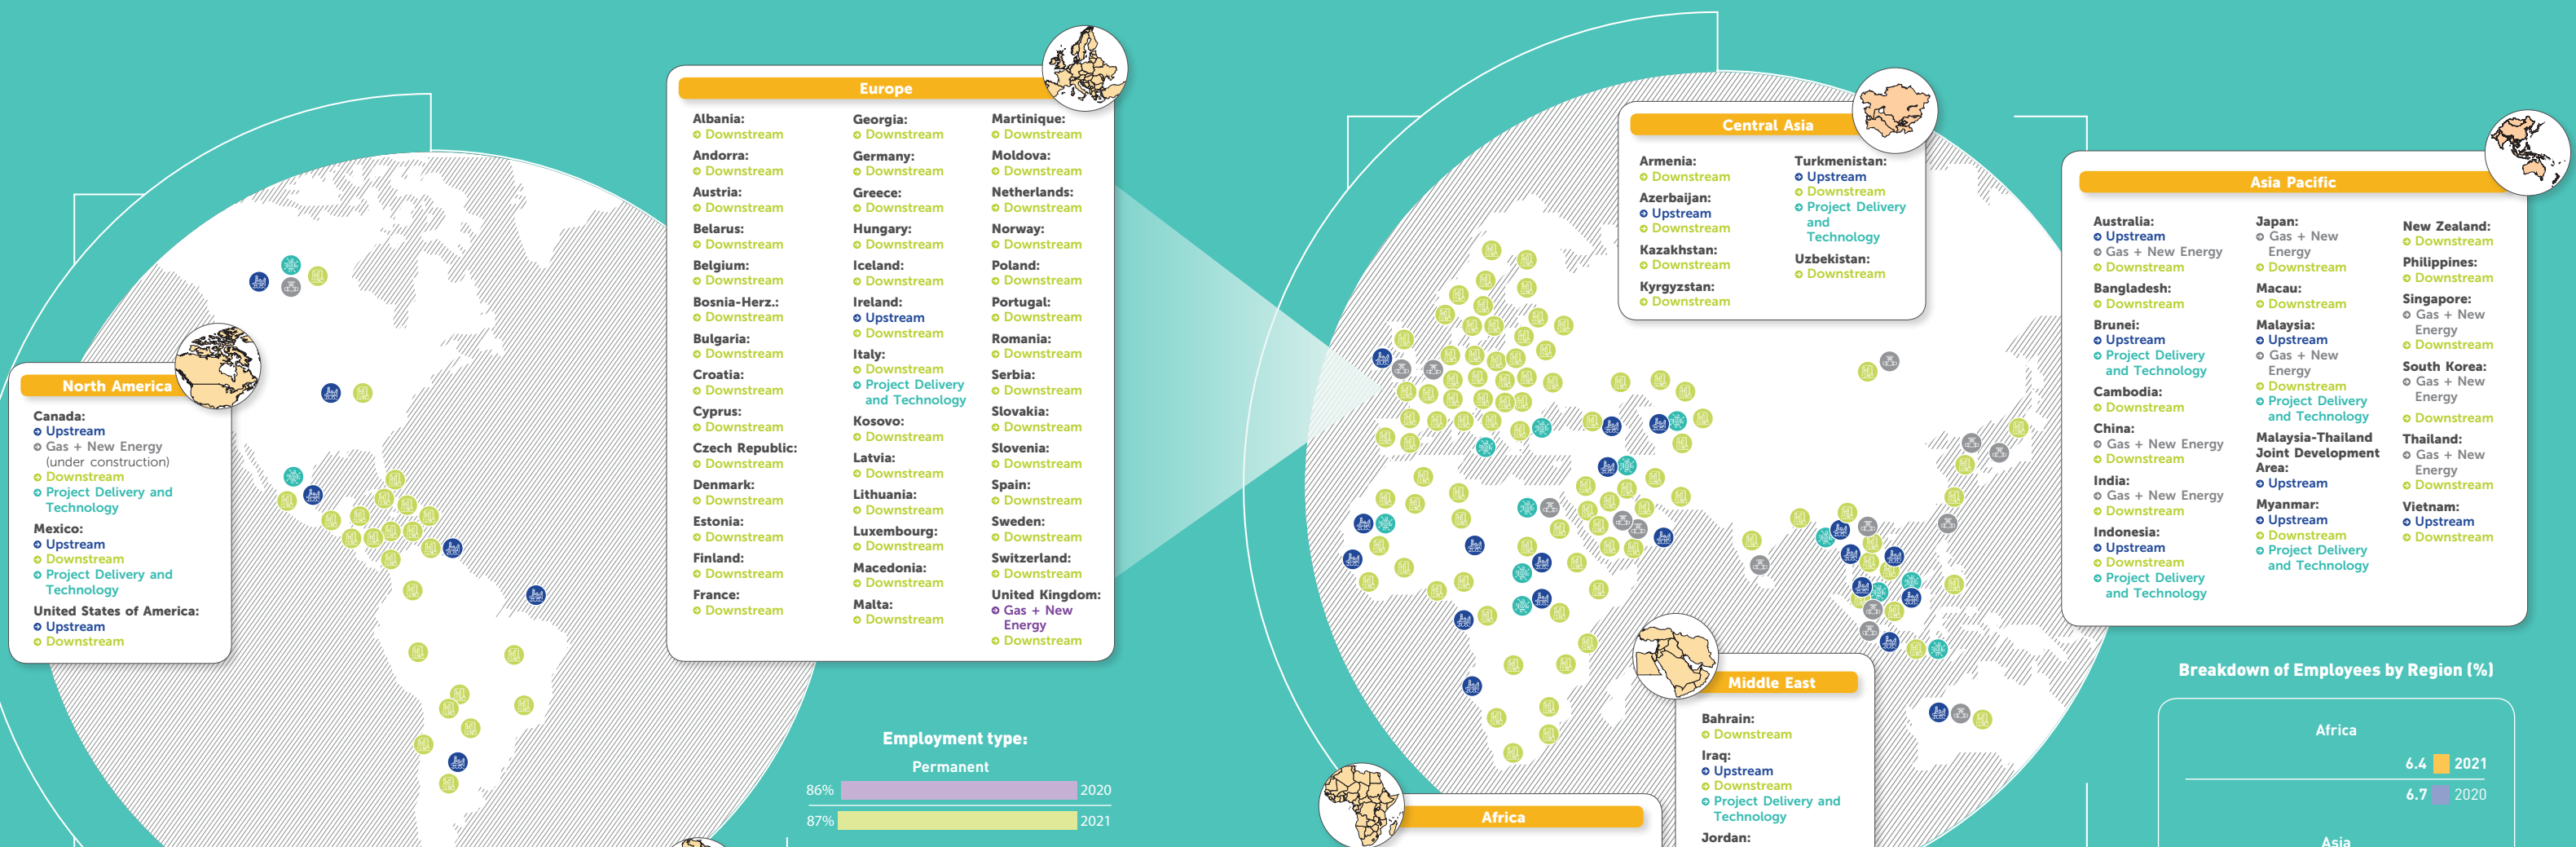 North America
Canada:
Upstream
Gas + New Energy
(under construction)
Downstream
Project Delivery and
Technology
Mexico:
Upstream
Downstream
Project Delivery and
Technology
United States of America:
Upstream
Downstream
Europe
Albania:
Downstream
Andorra:
Downstream
Austria:
Downstream
Belarus:
Downstream
Belgium:
Downstream
Bosnia-Herz.:
Downstream
Bulgaria:
Downstream
Croatia:
Downstream
Cyprus:
Downstream
Czech Republic:
Downstream
Denmark:
Downstream
Estonia:
Downstream
Finland:
Downstream
France:
Downstream
Georgia:
Downstream
Germany:
Downstream
Greece:
Downstream
Hungary:
Downstream
Iceland:
Downstream
Ireland:
Upstream
Downstream
Italy:
Downstream
Project Delivery
and Technology
Kosovo:
Downstream
Latvia:
Downstream
Lithuania:
Downstream
Luxembourg:
Downstream
Macedonia:
Downstream
Malta:
Downstream
Martinique:
Downstream
Moldova:
Downstream
Netherlands:
Downstream
Norway:
Downstream
Poland:
Downstream
Portugal:
Downstream
Romania:
Downstream
Serbia:
Downstream
Slovakia:
Downstream
Slovenia:
Downstream
Spain:
Downstream
Sweden:
Downstream
Switzerland:
Downstream
United Kingdom:
Gas + New
Energy
Downstream
Employment type:
Permanent
86% 2020
87% 2021
Central Asia
Armenia:
Downstream
Azerbaijan:
Upstream
Downstream
Kazakhstan:
Downstream
Kyrgyzstan:
Downstream
Turkmenistan:
Upstream
Downstream
Project Delivery
and
Technology
Uzbekistan:
Downstream
Asia Pacific
Australia:
Upstream
Gas + New Energy
Downstream
Bangladesh:
Downstream
Brunei:
Upstream
Project Delivery
and Technology
Cambodia:
Downstream
China:
Gas + New Energy
Downstream
India:
Gas + New Energy
Downstream
Indonesia:
Upstream
Downstream
Project Delivery
and Technology
Japan:
Gas + New
Energy
Downstream
Macau:
Downstream
Malaysia:
Upstream
Gas + New
Energy
Downstream
Project Delivery
and Technology
Malaysia-Thailand
Joint Development
Area:
Upstream
Myanmar:
Upstream
Downstream
Project Delivery
and Technology
New Zealand:
Downstream
Philippines:
Downstream
Singapore:
Gas + New
Energy
Downstream
South Korea:
Gas + New
Energy
Downstream
Thailand:
Gas + New
Energy
Downstream
Vietnam:
Upstream
Downstream
Middle East
Bahrain:
Downstream
Iraq:
Upstream
Downstream
Project Delivery and
Technology
Jordan:
Africa
Breakdown of Employees by Region (%)
Africa
6.4 2021
6.7 2020
Asia